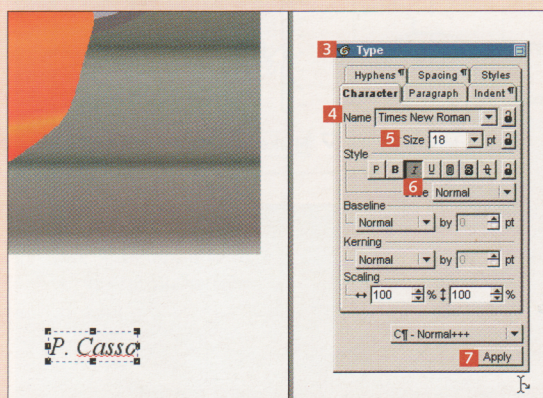 3 Type
Hyphens ¶ Spacing ¶ Styles
Character Paragraph Indent ¶
4 Name Times New Roman
5 Size 18 pt
Style
P B I U
6 Normal
Baseline
Normal by 0 pt
Kerning
Normal by 0 pt
Scaling
100 % 100 %
C¶ - Normal+++
7 Apply
P. Casso